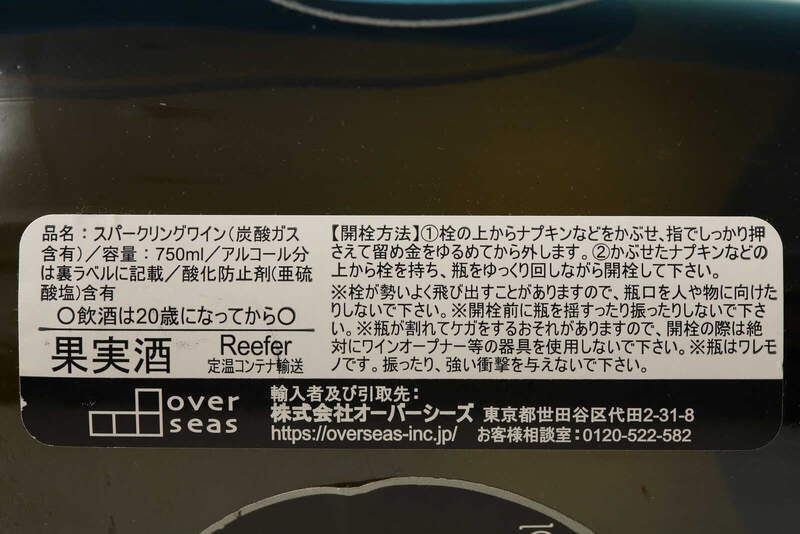 品名：スパークリングワイン(炭酸ガス
含有)／容量：750ml／アルコール分
は裏ラベルに記載／酸化防止剤(亜硫
酸塩)含有
○飲酒は20歳になってから○
果実酒
Reefer
定温コンテナ輸送
【開栓方法】①栓の上からナプキンなどをかぶせ、指でしっかり押
さえて留め金をゆるめてから外します。②かぶせたナプキンなどの
上から栓を持ち、瓶をゆっくり回しながら開栓して下さい。
※栓が勢いよく飛び出すことがありますので、瓶口を人や物に向けた
りしないで下さい。※開栓前に瓶を揺すったり振ったりしないで下さ
い。※瓶が割れてケガをするおそれがありますので、開栓の際は絶
対にワインオープナー等の器具を使用しないで下さい。※瓶はワレモ
ノです。振ったり、強い衝撃を与えないで下さい。
over
seas
輸入者及び引取先：
株式会社オーバーシーズ 東京都世田谷区代田2-31-8
https://overseas-inc.jp/ お客様相談室：0120-522-582